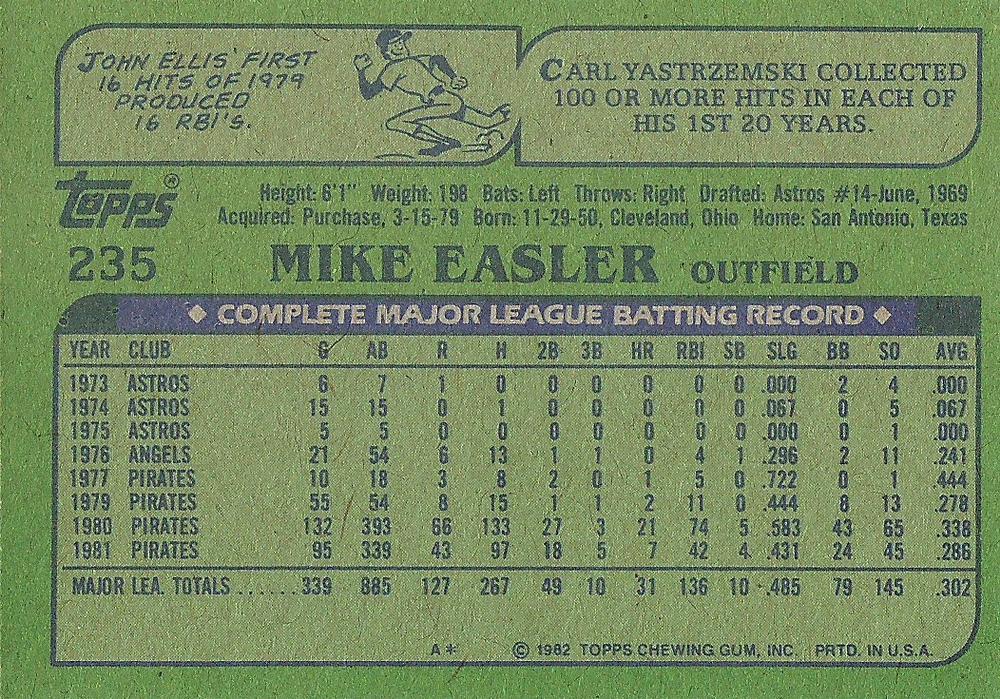 JOHN ELLIS' FIRST
16 HITS OF 1979
PRODUCED
16 RBI'S.
CARL YASTRZEMSKI COLLECTED
100 OR MORE HITS IN EACH OF
HIS 1ST 20 YEARS.
Topps®
Height: 6'1" Weight: 198 Bats: Left Throws: Right Drafted: Astros #14-June, 1969
Acquired: Purchase, 3-15-79 Born: 11-29-50, Cleveland, Ohio Home: San Antonio, Texas
235 MIKE EASLER OUTFIELD
◆ COMPLETE MAJOR LEAGUE BATTING RECORD ◆
YEAR CLUB G AB R H 2B 3B HR RBI SB SLG BB SO AVG
1973 ASTROS 6 7 1 0 0 0 0 0 0 .000 2 4 .000
1974 ASTROS 15 15 0 1 0 0 0 0 0 .067 0 5 .067
1975 ASTROS 5 5 0 0 0 0 0 0 0 .000 0 1 .000
1976 ANGELS 21 54 6 13 1 1 0 4 1 .296 2 11 .241
1977 PIRATES 10 18 3 8 2 0 1 5 0 .722 0 1 .444
1979 PIRATES 55 54 8 15 1 1 2 11 0 .444 8 13 .278
1980 PIRATES 132 393 66 133 27 3 21 74 5 .583 43 65 .338
1981 PIRATES 95 339 43 97 18 5 7 42 4 .431 24 45 .286
MAJOR LEA. TOTALS ...... 339 885 127 267 49 10 31 136 10 .485 79 145 .302
A* © 1982 TOPPS CHEWING GUM, INC. PRTD. IN U.S.A.